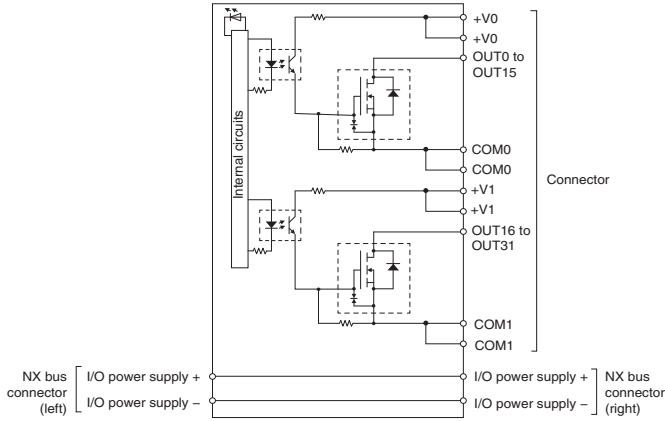 +V0
+V0
OUT0 to
OUT15
COM0
COM0
+V1
+V1
OUT16 to
OUT31
COM1
COM1
Internal circuits
Connector
NX bus
connector
(left)
I/O power supply +
I/O power supply –
I/O power supply +
I/O power supply –
NX bus
connector
(right)